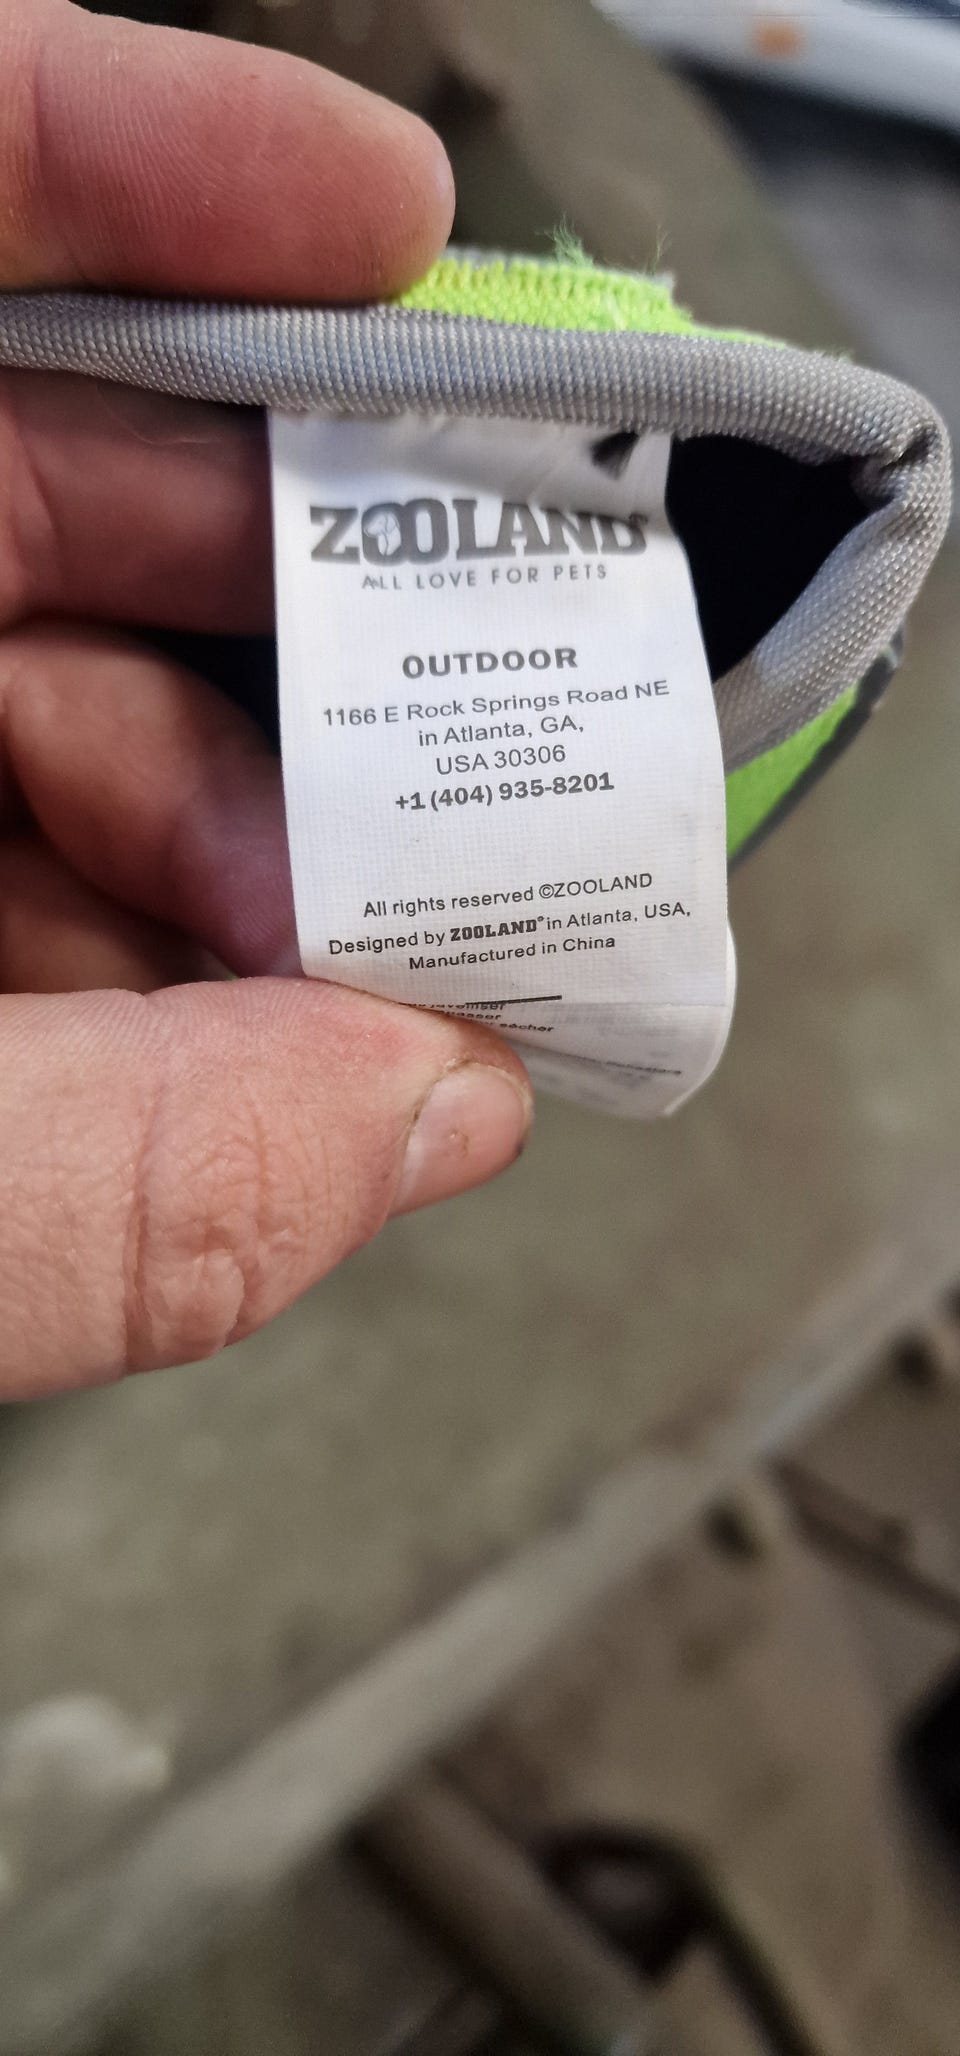 ZOOLAND®
ALL LOVE FOR PETS
OUTDOOR
1166 E Rock Springs Road NE
in Atlanta, GA,
USA 30306
+1 (404) 935-8201
All rights reserved ©ZOOLAND
Designed by ZOOLAND® in Atlanta, USA,
Manufactured in China
sécher